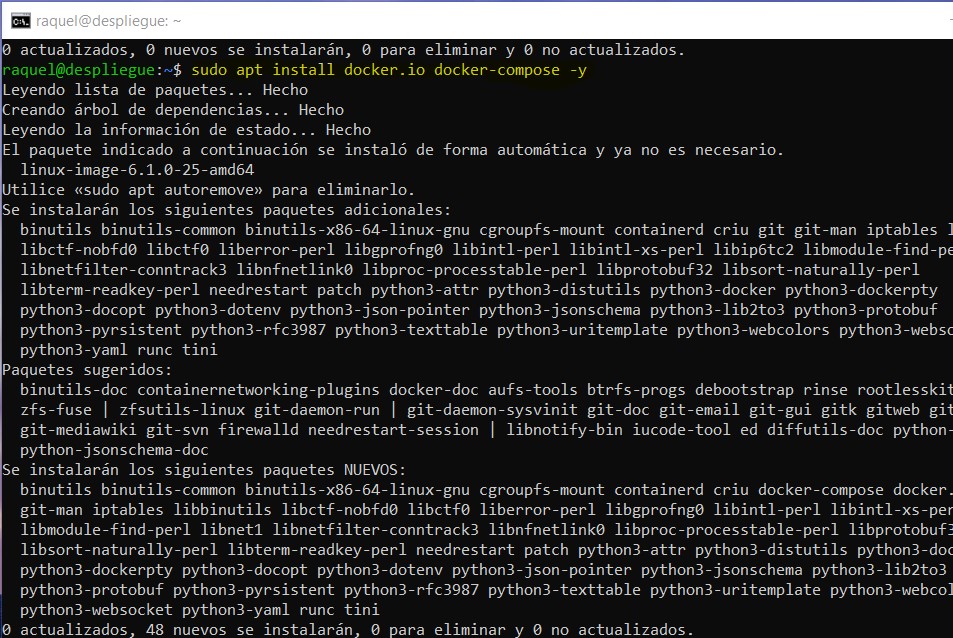 raquel@despliegue: ~
0 actualizados, 0 nuevos se instalarán, 0 para eliminar y 0 no actualizados.
raquel@despliegue:~$ sudo apt install docker.io docker-compose -y
Leyendo lista de paquetes... Hecho
Creando árbol de dependencias... Hecho
Leyendo la información de estado... Hecho
El paquete indicado a continuación se instaló de forma automática y ya no es necesario.
linux-image-6.1.0-25-amd64
Utilice «sudo apt autoremove» para eliminarlo.
Se instalarán los siguientes paquetes adicionales:
binutils binutils-common binutils-x86-64-linux-gnu cgroupfs-mount containerd criu git git-man iptables
libctf-nobfd0 libctf0 liberror-perl libgprofng0 libintl-perl libintl-xs-perl libip6tc2 libmodule-find-pe
libnetfilter-conntrack3 libnfnetlink0 libproc-processtable-perl libprotobuf32 libsort-naturally-perl
libterm-readkey-perl needrestart patch python3-attr python3-distutils python3-docker python3-dockerpty
python3-docopt python3-dotenv python3-json-pointer python3-jsonschema python3-lib2to3 python3-protobuf
python3-pyrsistent python3-rfc3987 python3-texttable python3-uritemplate python3-webcolors python3-webso
python3-yaml runc tini
Paquetes sugeridos:
binutils-doc containernetworking-plugins docker-doc aufs-tools btrfs-progs debootstrap rinse rootlesskit
zfs-fuse | zfsutils-linux git-daemon-run | git-daemon-sysvinit git-doc git-email git-gui gitk gitweb git
git-mediawiki git-svn firewalld needrestart-session | libnotify-bin iucode-tool ed diffutils-doc python-
python-jsonschema-doc
Se instalarán los siguientes paquetes NUEVOS:
binutils binutils-common binutils-x86-64-linux-gnu cgroupfs-mount containerd criu docker-compose docker.
git-man iptables libbinutils libctf-nobfd0 libctf0 liberror-perl libgprofng0 libintl-perl libintl-xs-per
libmodule-find-perl libnet1 libnetfilter-conntrack3 libnfnetlink0 libproc-processtable-perl libprotobuf3
libsort-naturally-perl libterm-readkey-perl needrestart patch python3-attr python3-distutils python3-doc
python3-dockerpty python3-docopt python3-dotenv python3-json-pointer python3-jsonschema python3-lib2to3
python3-protobuf python3-pyrsistent python3-rfc3987 python3-texttable python3-uritemplate python3-webcol
python3-websocket python3-yaml runc tini
0 actualizados, 48 nuevos se instalarán, 0 para eliminar y 0 no actualizados.